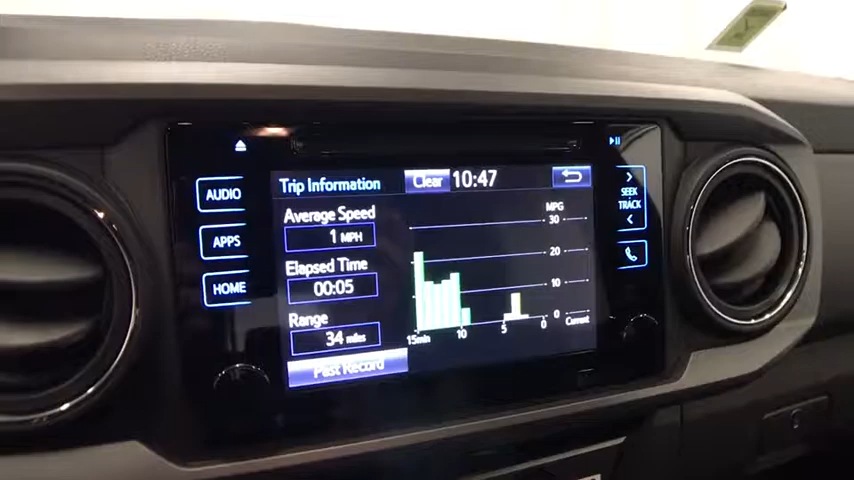 AUDIO
APPS
HOME
Trip Information
Clear
10:47
Average Speed
1 MPH
Elapsed Time
00:05
Range
34 miles
Past Record
MPG
30
20
10
0
15min
10
5
0
Current
SEEK
TRACK